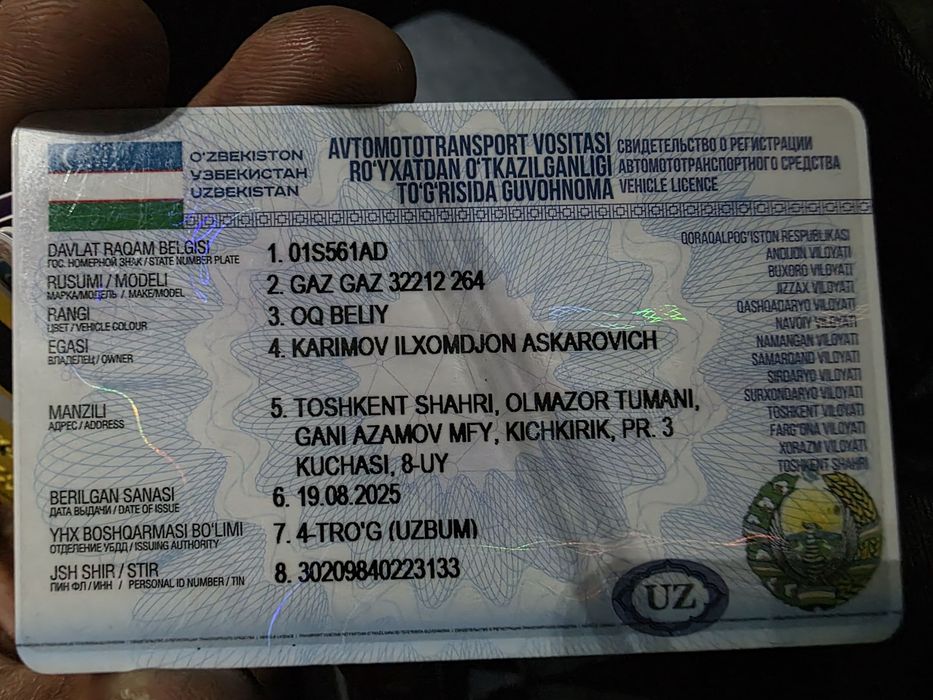 O'ZBEKISTON
УЗБЕКИСТАН
UZBEKISTAN
AVTOMOTOTRANSPORT VOSITASI
RO'YXATDAN O'TKAZILGANLIGI
TO'G'RISIDA GUVOHNOMA
СВИДЕТЕЛЬСТВО О РЕГИСТРАЦИИ
АВТОМОТОТРАНСПОРТНОГО СРЕДСТВА
VEHICLE LICENCE
DAVLAT RAQAM BELGISI
ГОС. НОМЕРНОЙ ЗНАК / STATE NUMBER PLATE
1. 01S561AD
RUSUMI / MODELI
МАРКА/МОДЕЛЬ / MAKE/MODEL
2. GAZ GAZ 32212 264
RANGI
ЦВЕТ / VEHICLE COLOUR
3. OQ BELIY
EGASI
ВЛАДЕЛЕЦ / OWNER
4. KARIMOV ILXOMDJON ASKAROVICH
MANZILI
АДРЕС / ADDRESS
5. TOSHKENT SHAHRI, OLMAZOR TUMANI,
GANI AZAMOV MFY, KICHKIRIK, PR. 3
KUCHASI, 8-UY
BERILGAN SANASI
ДАТА ВЫДАЧИ / DATE OF ISSUE
6. 19.08.2025
YHX BOSHQARMASI BO'LIMI
ОТДЕЛЕНИЕ УБДД / ISSUING AUTHORITY
7. 4-TRO'G (UZBUM)
JSH SHIR / STIR
ПИН ФЛ / ИНН / PERSONAL ID NUMBER / TIN
8. 30209840223133
QORAQALPOG'ISTON RESPUBLIKASI
ANDIJON VILOYATI
BUXORO VILOYATI
JIZZAX VILOYATI
QASHQADARYO VILOYATI
NAVOIY VILOYATI
NAMANGAN VILOYATI
SAMARQAND VILOYATI
SIRDARYO VILOYATI
SURXONDARYO VILOYATI
TOSHKENT VILOYATI
FARG'ONA VILOYATI
XORAZM VILOYATI
TOSHKENT SHAHRI
UZ